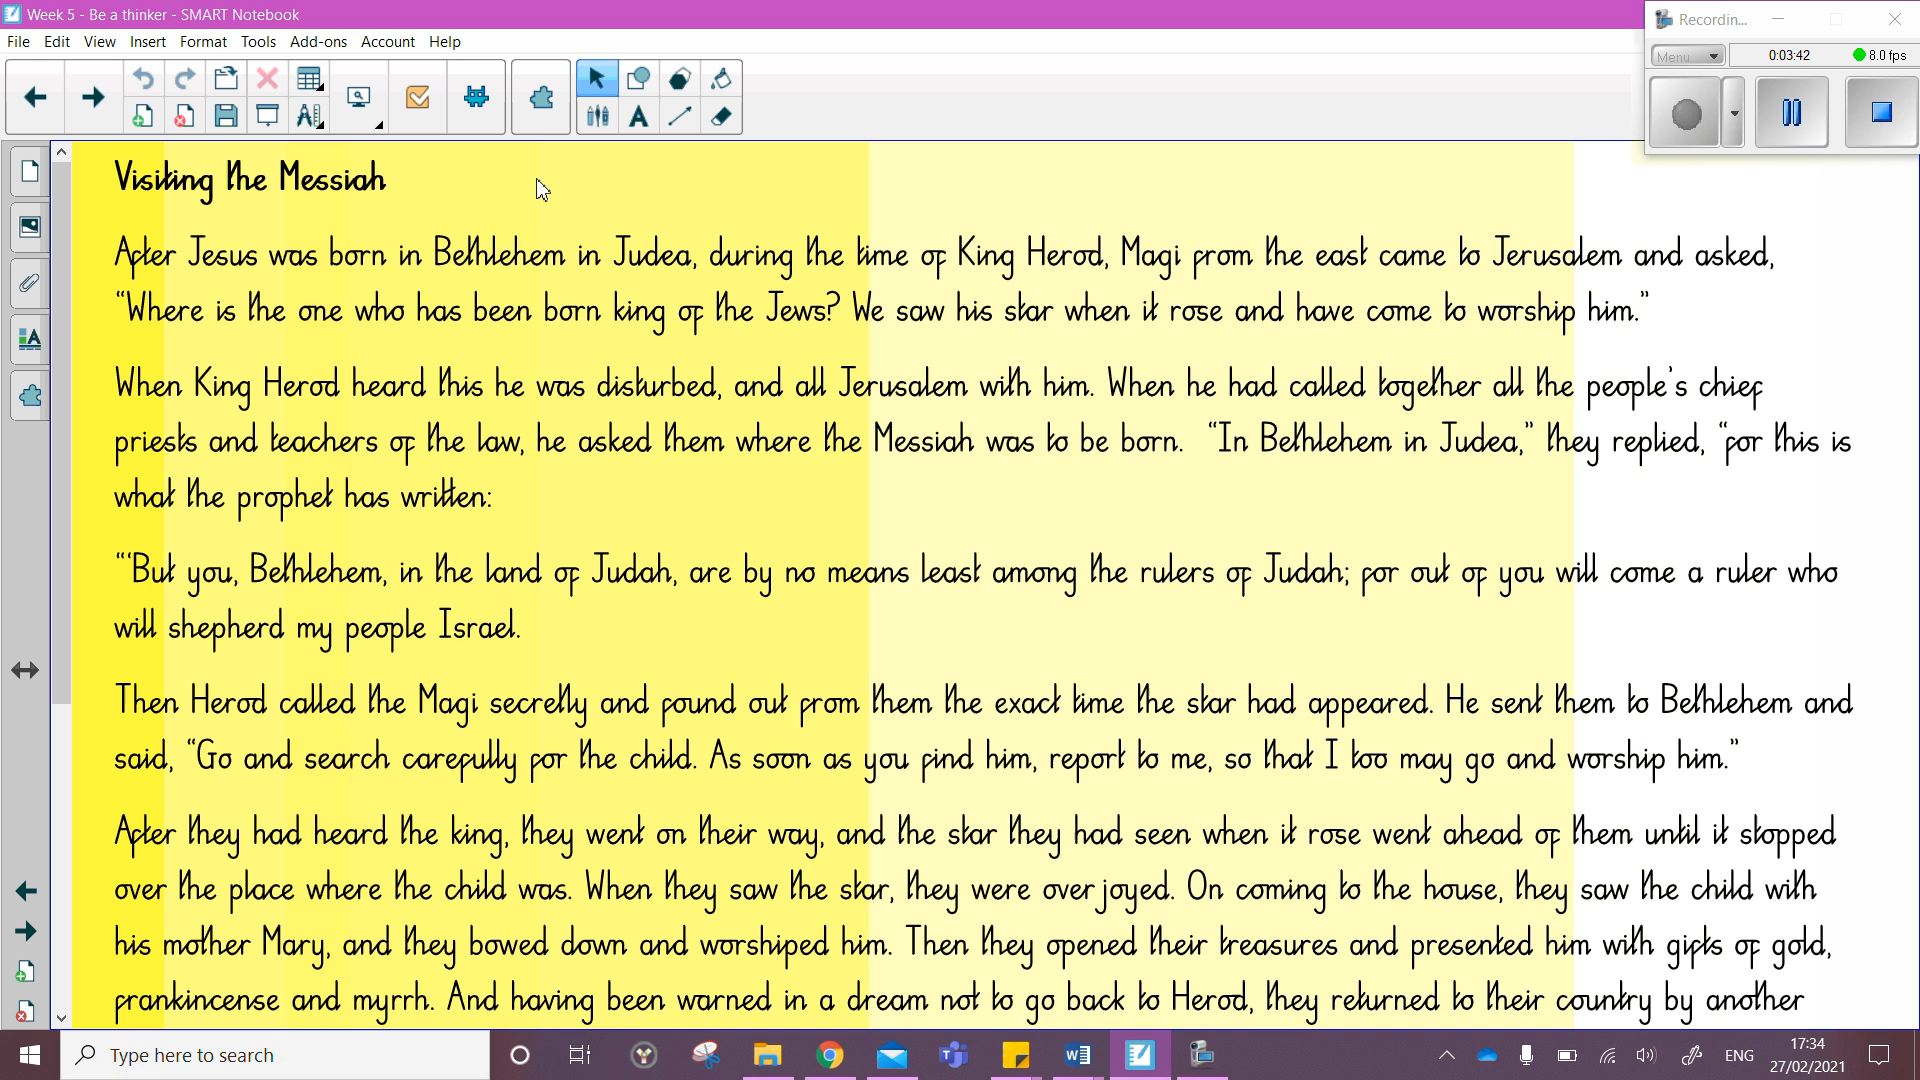 Week 5 - Be a thinker - SMART Notebook
Recordin...
File Edit View Insert Format Tools Add-ons Account Help
Menu 0:03:42 8.0 fps
Visiting the Messiah
After Jesus was born in Bethlehem in Judea, during the time of King Herod, Magi from the east came to Jerusalem and asked,
“Where is the one who has been born king of the Jews? We saw his star when it rose and have come to worship him.”
When King Herod heard this he was disturbed, and all Jerusalem with him. When he had called together all the people’s chief
priests and teachers of the law, he asked them where the Messiah was to be born. “In Bethlehem in Judea,” they replied, “for this is
what the prophet has written:
“‘But you, Bethlehem, in the land of Judah, are by no means least among the rulers of Judah; for out of you will come a ruler who
will shepherd my people Israel.
Then Herod called the Magi secretly and found out from them the exact time the star had appeared. He sent them to Bethlehem and
said, “Go and search carefully for the child. As soon as you find him, report to me, so that I too may go and worship him.”
After they had heard the king, they went on their way, and the star they had seen when it rose went ahead of them until it stopped
over the place where the child was. When they saw the star, they were overjoyed. On coming to the house, they saw the child with
his mother Mary, and they bowed down and worshiped him. Then they opened their treasures and presented him with gifts of gold,
frankincense and myrrh. And having been warned in a dream not to go back to Herod, they returned to their country by another
Type here to search
ENG
17:34
27/02/2021